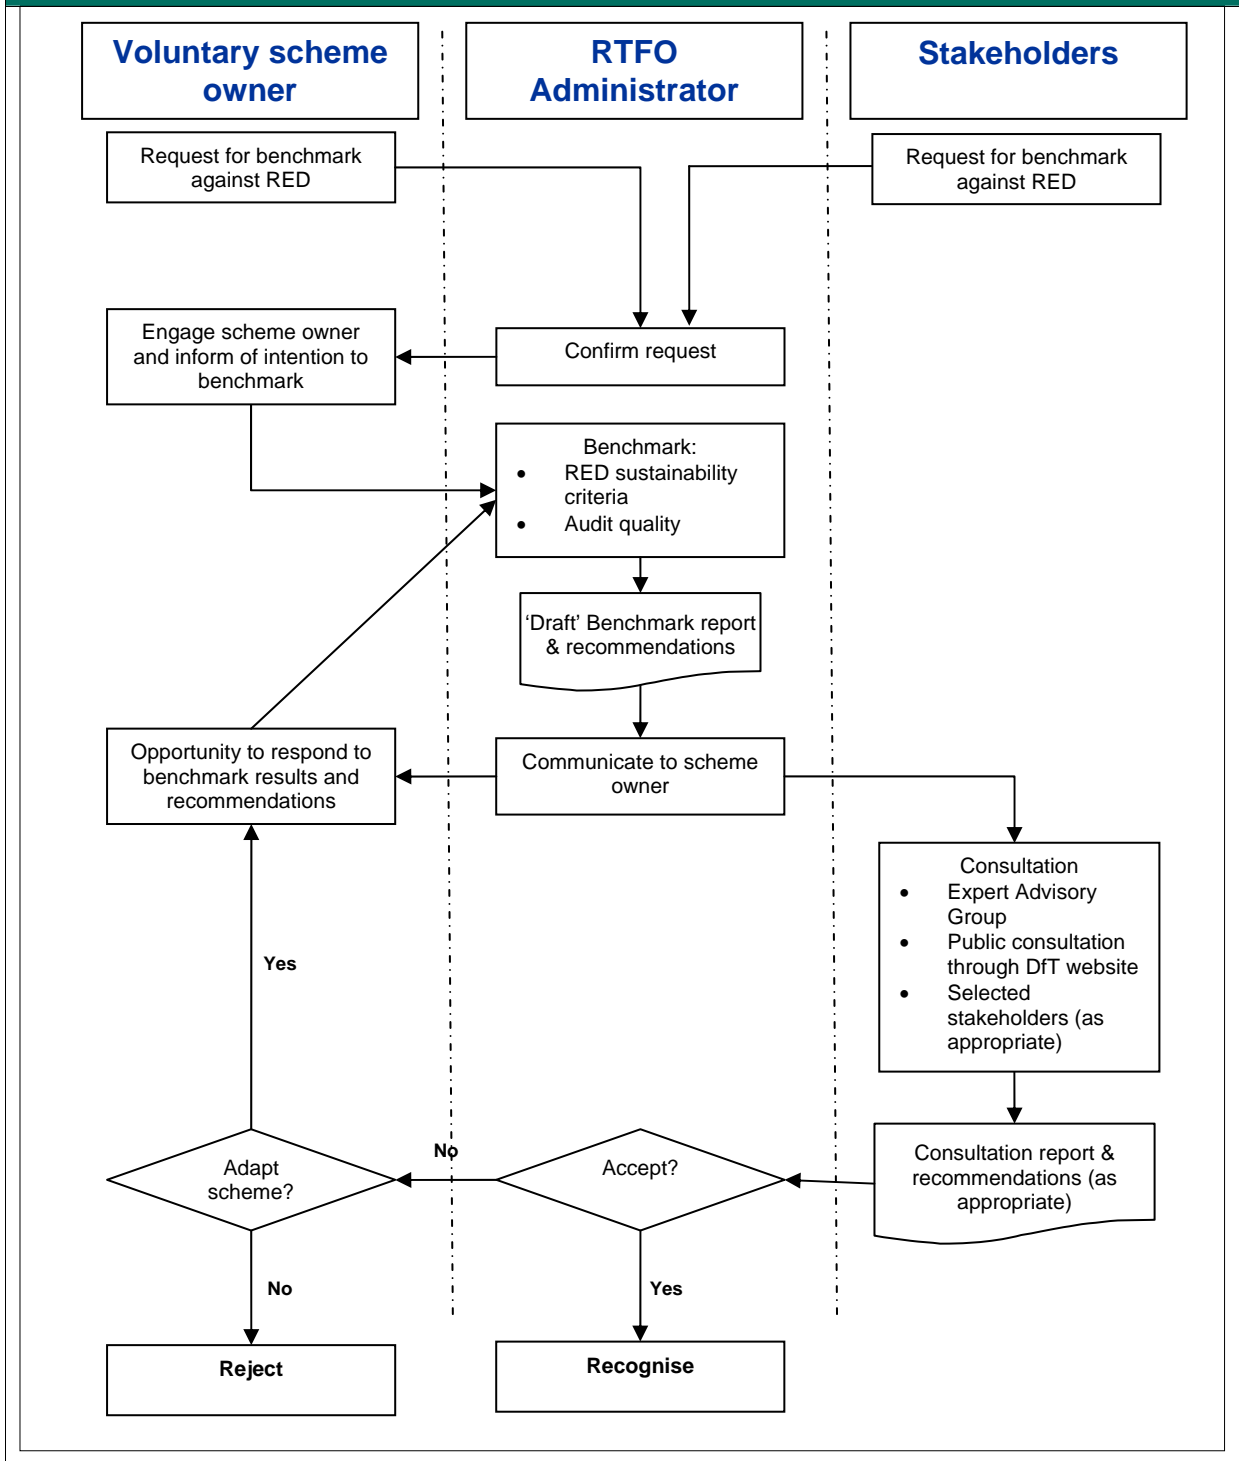 Voluntary scheme
owner
RTFO
Administrator
Stakeholders
Request for benchmark
against RED
Request for benchmark
against RED
Engage scheme owner
and inform of intention to
benchmark
Confirm request
Benchmark:
• RED sustainability
criteria
• Audit quality
‘Draft’ Benchmark report
& recommendations
Opportunity to respond to
benchmark results and
recommendations
Communicate to scheme
owner
Consultation
• Expert Advisory
Group
• Public consultation
through DfT website
• Selected
stakeholders (as
appropriate)
Yes
Adapt
scheme?
No
Accept?
Consultation report &
recommendations (as
appropriate)
No
Yes
Reject
Recognise